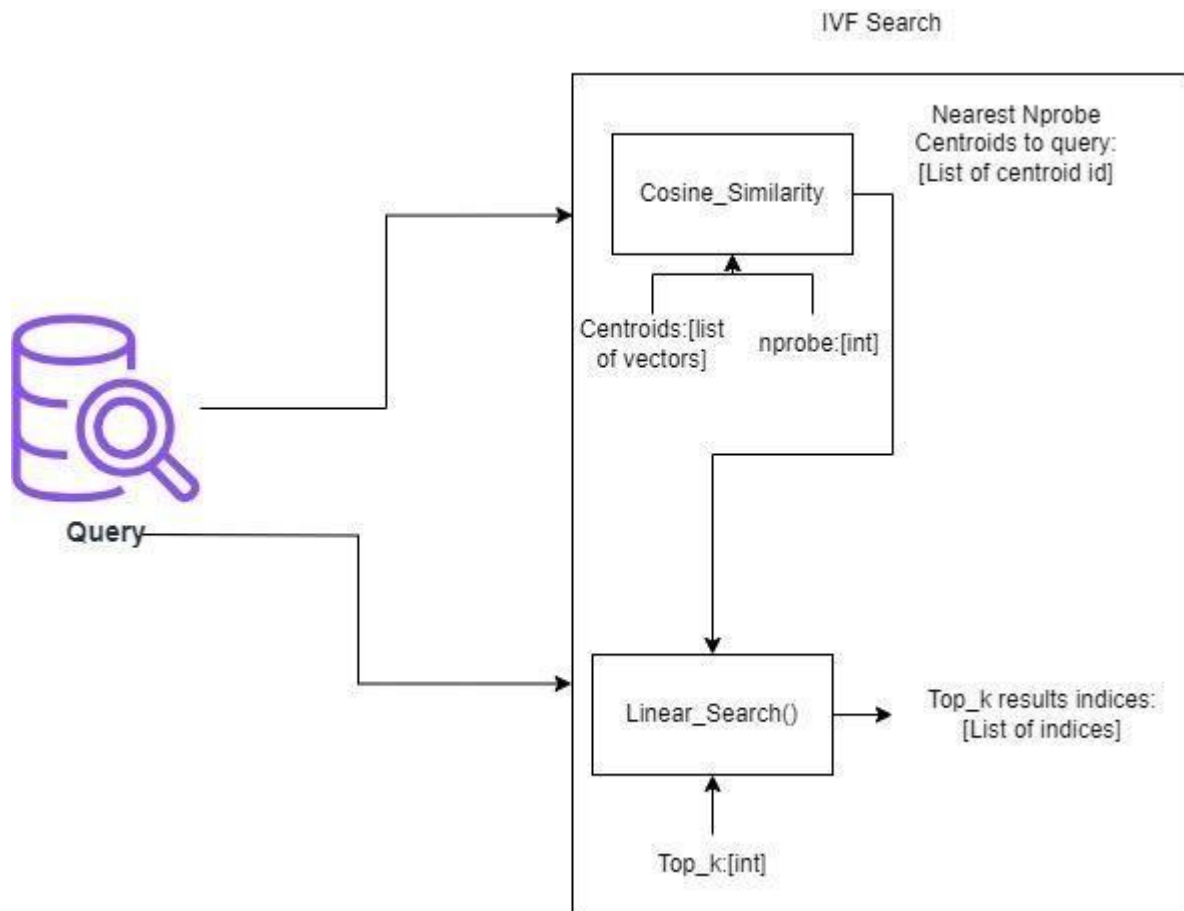 IVF Search
Nearest Nprobe
Centroids to query:
[List of centroid id]
Cosine_Similarity
Centroids:[list
of vectors]
nprobe:[int]
Query
Linear_Search()
Top_k results indices:
[List of indices]
Top_k:[int]